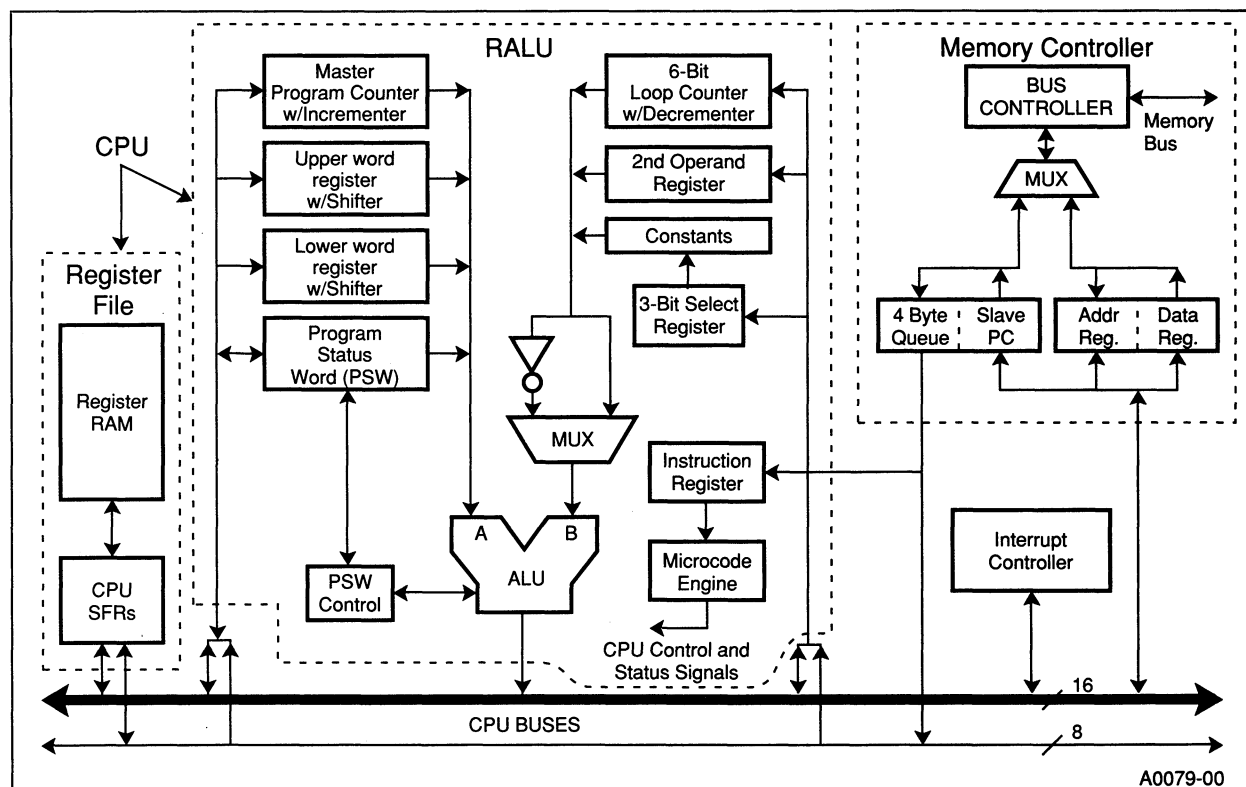 RALU
Memory Controller
Master
Program Counter
w/Incrementer
6-Bit
Loop Counter
w/Decrementer
BUS
CONTROLLER
Memory
Bus
CPU
Upper word
register
w/Shifter
2nd Operand
Register
MUX
Constants
Lower word
register
w/Shifter
Register
File
3-Bit Select
Register
4 Byte
Queue
Slave
PC
Addr
Reg.
Data
Reg.
Program
Status
Word (PSW)
Register
RAM
MUX
Instruction
Register
A
B
ALU
Interrupt
Controller
Microcode
Engine
PSW
Control
CPU
SFRs
CPU Control and
Status Signals
16
CPU BUSES
8
A0079-00